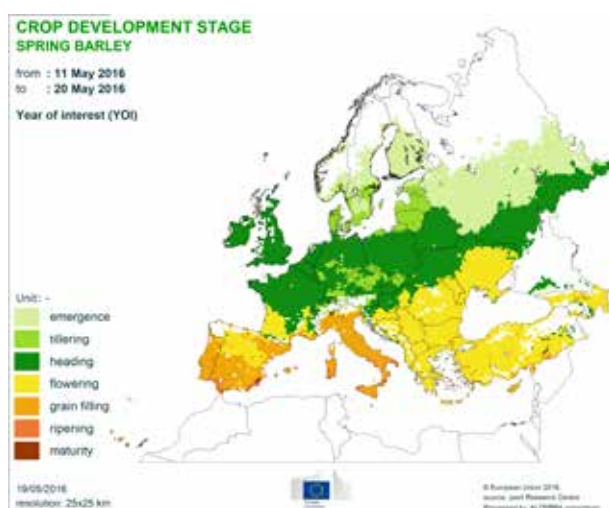 CROP DEVELOPMENT STAGE
SPRING BARLEY
from : 11 May 2016
to : 20 May 2016
Year of interest (YOI)
Unit: -
emergence
tillering
heading
flowering
grain filling
ripening
maturity
19/05/2016
resolution: 25x25 km
© European Union 2016
source: Joint Research Centre